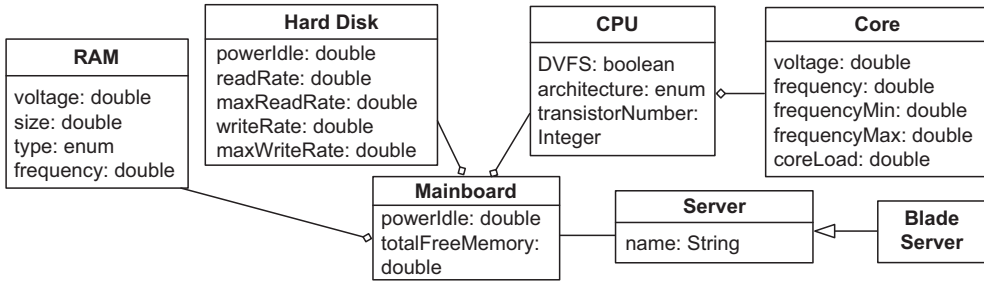 RAM
voltage: double
size: double
type: enum
frequency: double
Hard Disk
powerIdle: double
readRate: double
maxReadRate: double
writeRate: double
maxWriteRate: double
CPU
DVFS: boolean
architecture: enum
transistorNumber:
Integer
Core
voltage: double
frequency: double
frequencyMin: double
frequencyMax: double
coreLoad: double
Mainboard
powerIdle: double
totalFreeMemory:
double
Server
name: String
Blade
Server